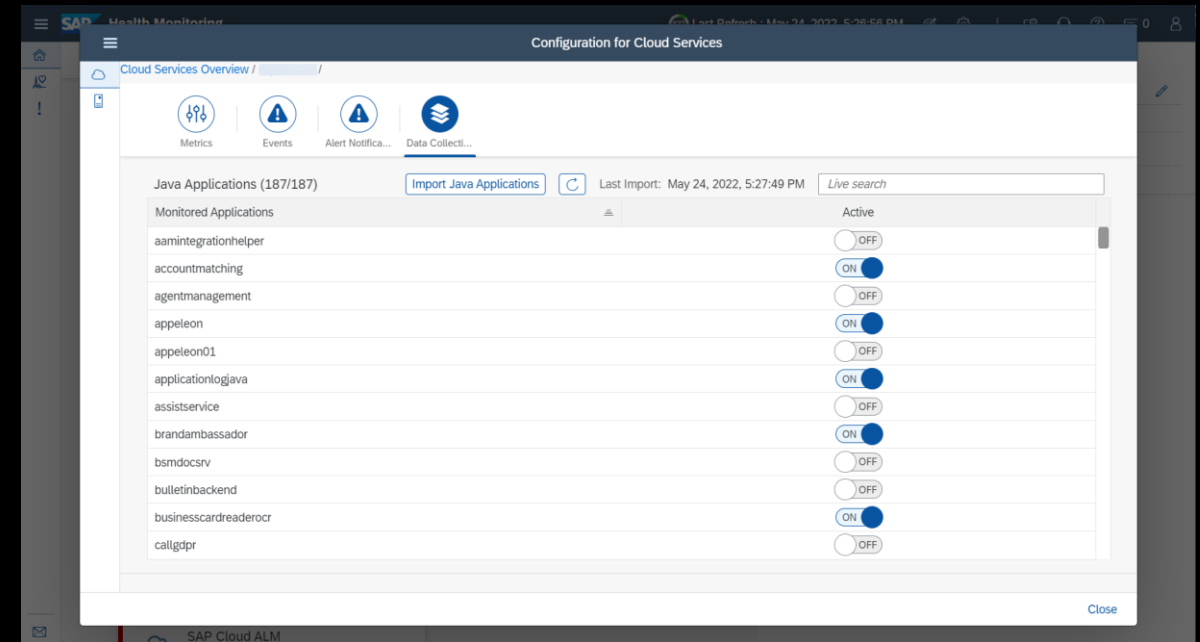 SAP Health Monitoring
Last Refresh : May 24, 2022, 5:26:56 PM
0
Configuration for Cloud Services
Cloud Services Overview / /
Metrics
Events
Alert Notifica...
Data Collecti...
Java Applications (187/187)
Import Java Applications
Last Import: May 24, 2022, 5:27:49 PM
Live search
Monitored Applications Active
aamintegrationhelper OFF
accountmatching ON
agentmanagement OFF
appeleon ON
appeleon01 OFF
applicationlogjava ON
assistservice OFF
brandambassador ON
bsmdocsrv OFF
bulletinbackend OFF
businesscardreaderocr ON
callgdpr OFF
Close
SAP Cloud ALM